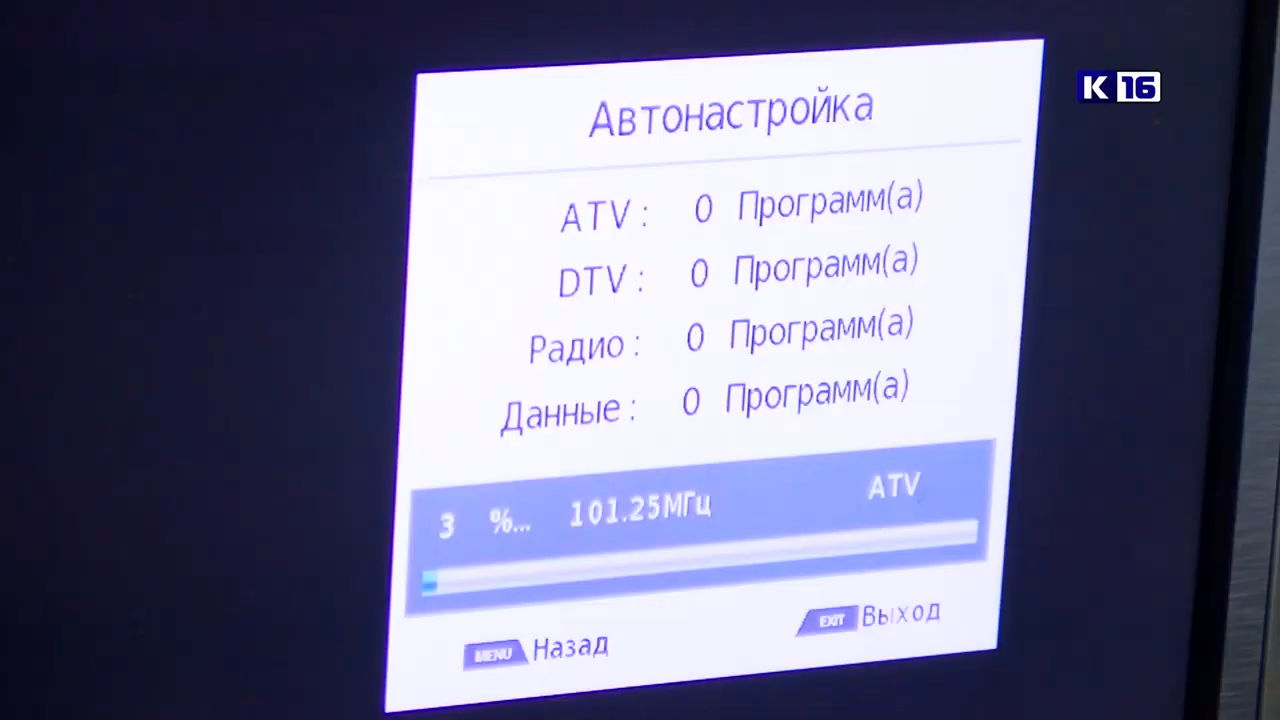 K 16
Автонастройка
ATV : 0 Программ(а)
DTV : 0 Программ(а)
Радио : 0 Программ(а)
Данные : 0 Программ(а)
3 %... 101.25МГц ATV
MENU Назад EXIT Выход